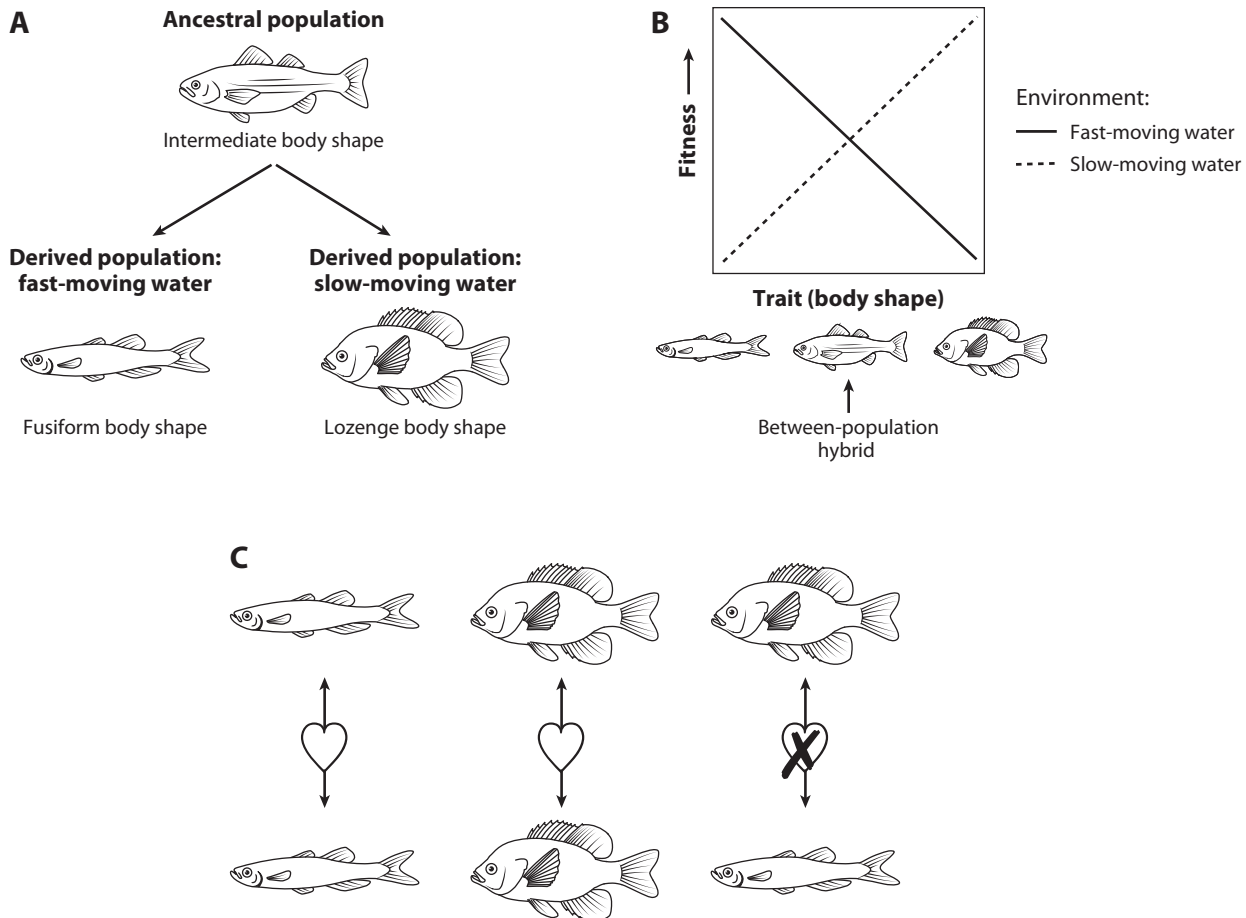 A
Ancestral population
Intermediate body shape
Derived population:
fast-moving water
Derived population:
slow-moving water
Fusiform body shape
Lozenge body shape
B
Fitness
Environment:
Fast-moving water
Slow-moving water
Trait (body shape)
Between-population
hybrid
C